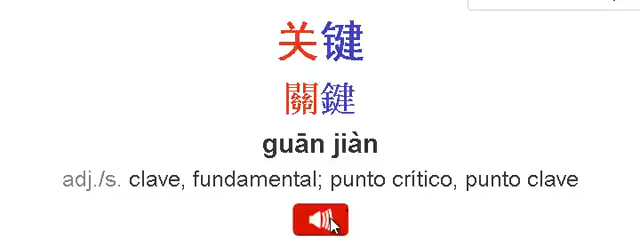 关键
關鍵
guān jiàn
adj./s. clave, fundamental; punto crítico, punto clave